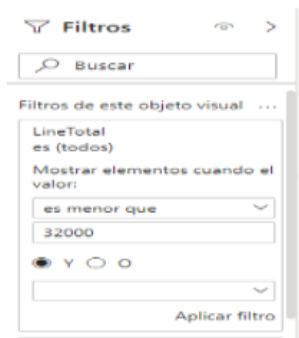 Filtros
Buscar
Filtros de este objeto visual ...
LineTotal
es (todos)
Mostrar elementos cuando el
valor:
es menor que
32000
Y O
Aplicar filtro